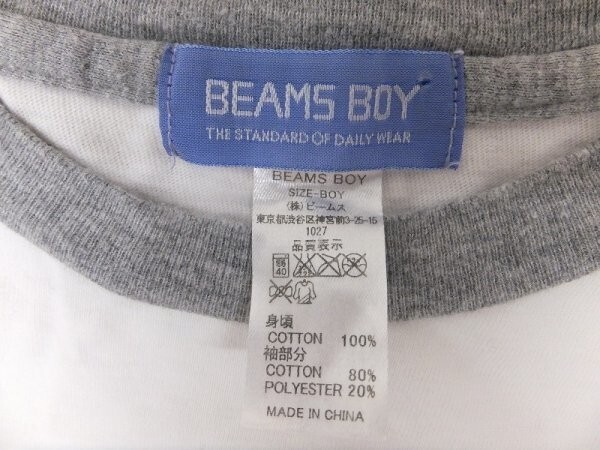 BEAMS BOY
THE STANDARD OF DAILY WEAR
BEAMS BOY
SIZE-BOY
(株)ビームス
東京都渋谷区神宮前3-25-15
1027
品質表示
40
身頃
COTTON 100%
袖部分
COTTON 80%
POLYESTER 20%
MADE IN CHINA